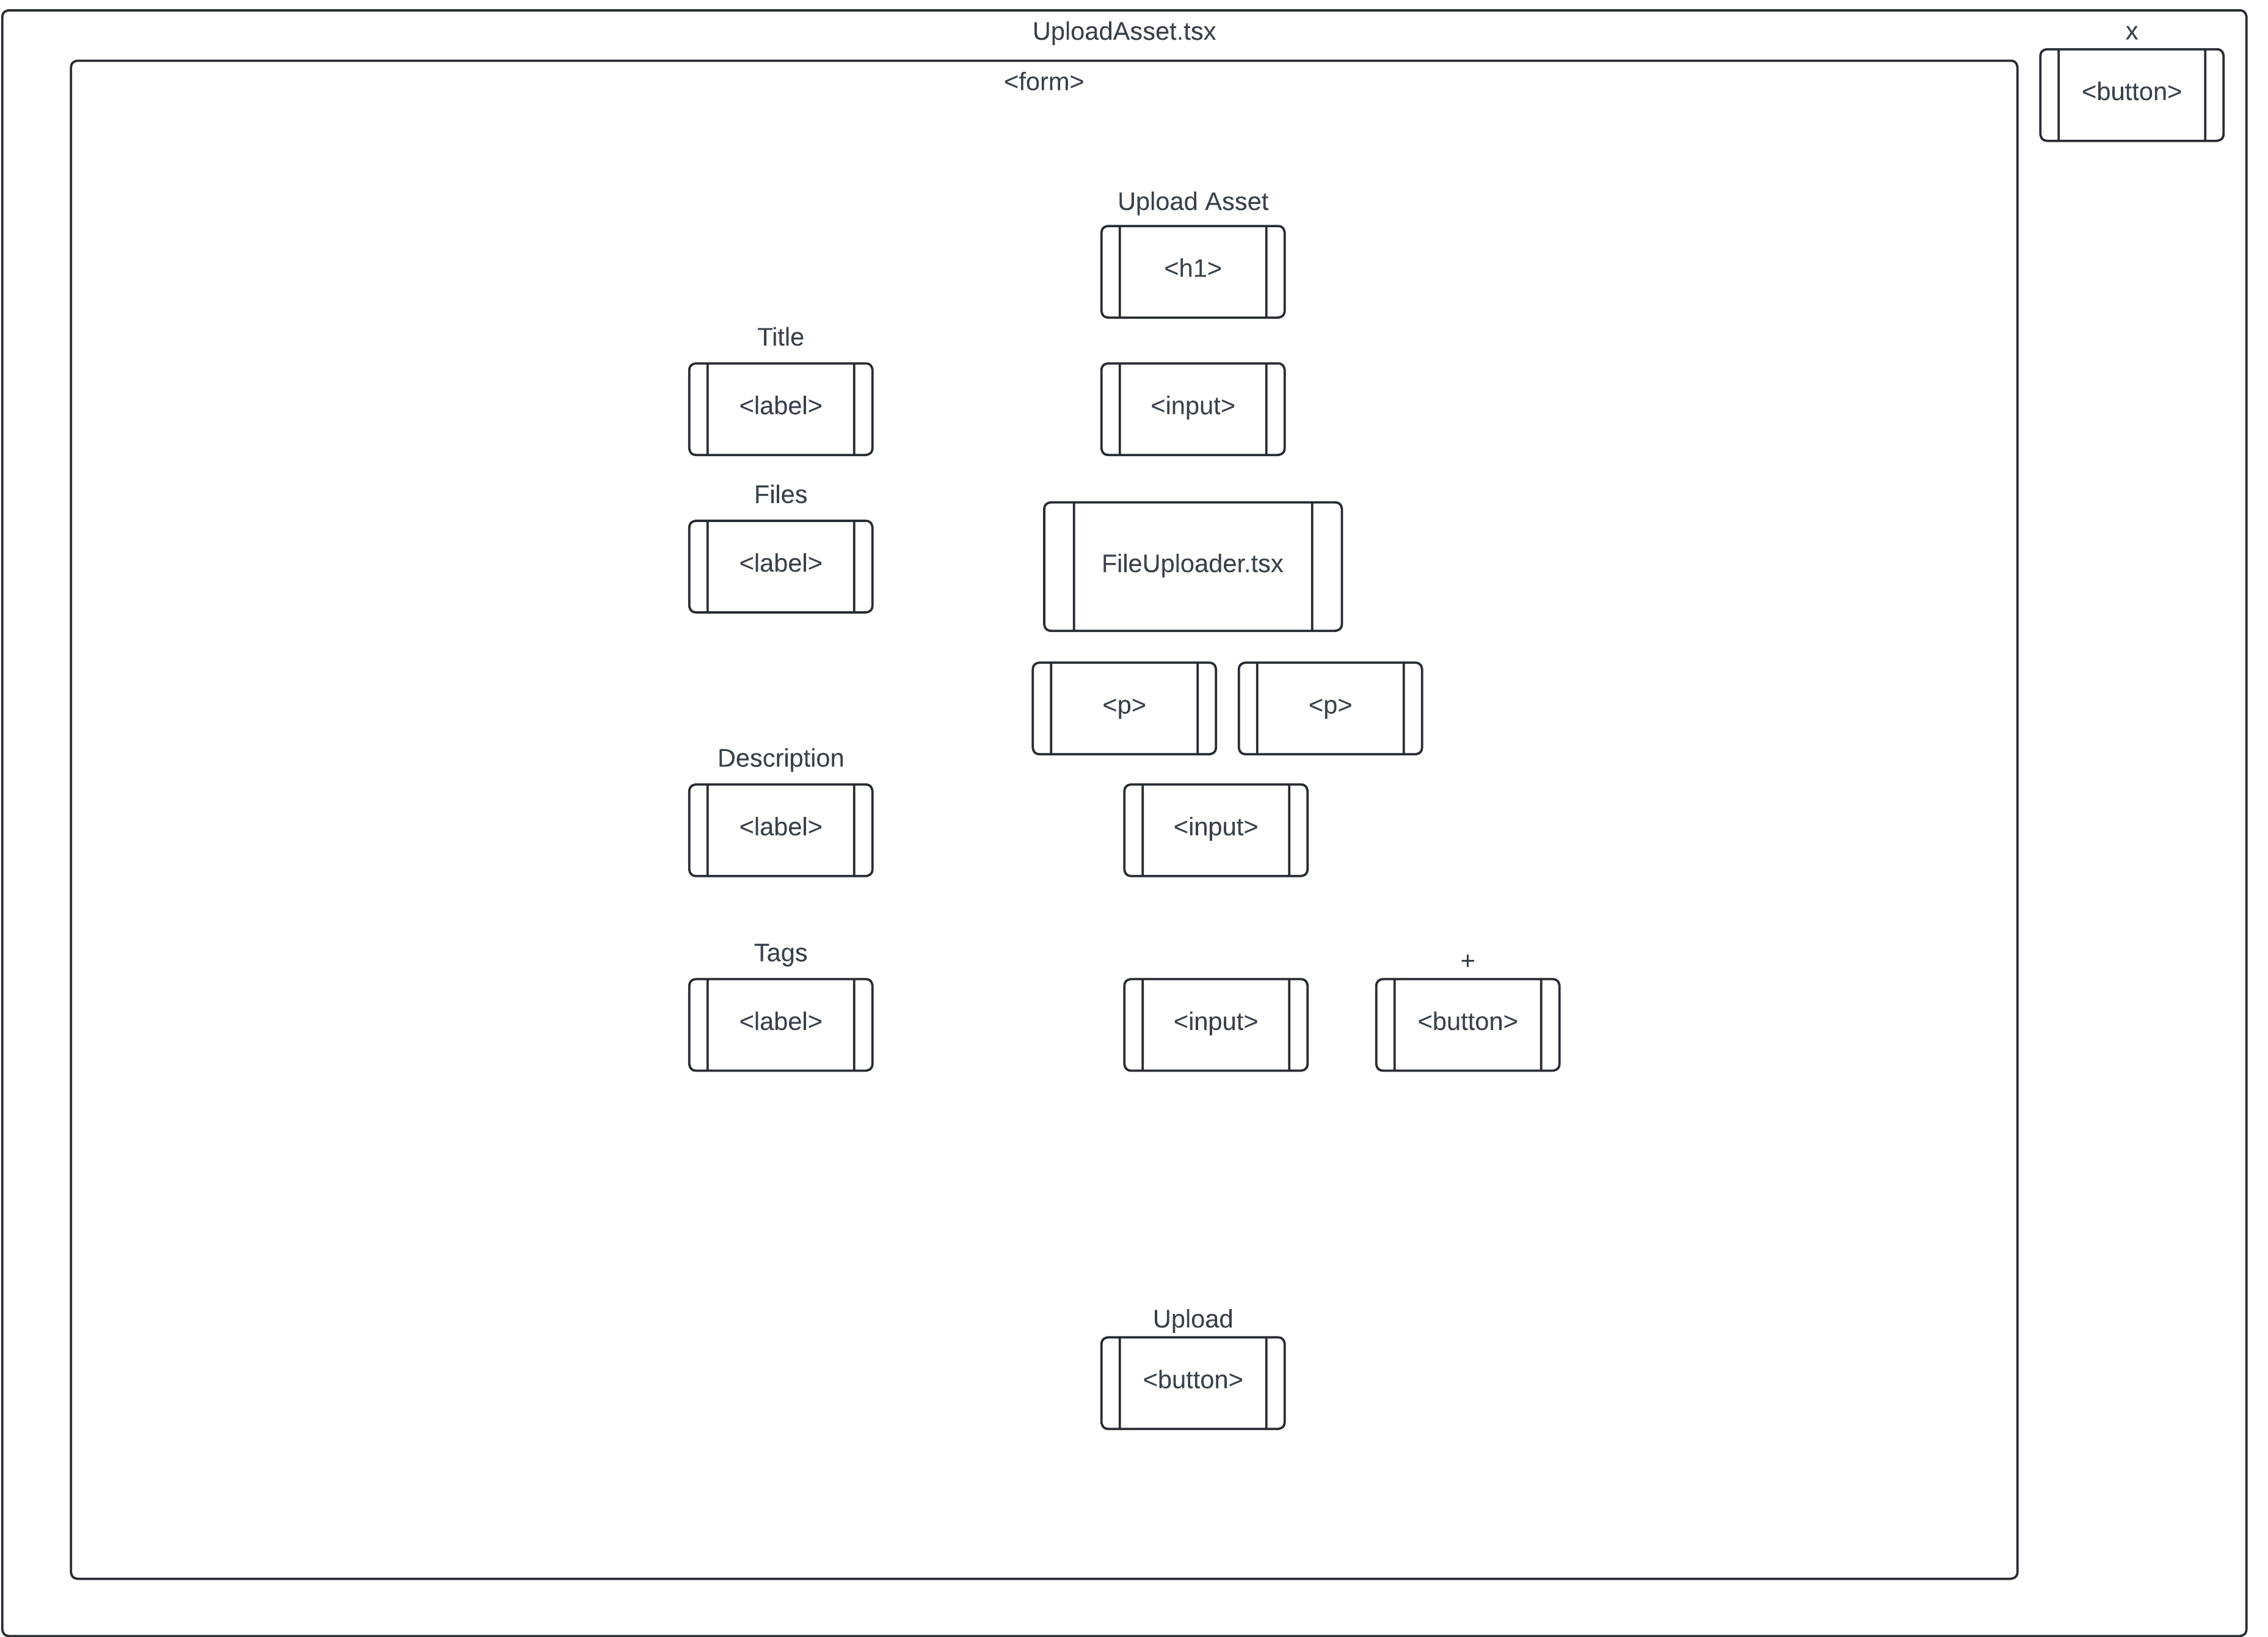 UploadAsset.tsx
x
<button>
<form>
Upload Asset
<h1>
Title
<label>
<input>
Files
<label>
FileUploader.tsx
<p>
<p>
Description
<label>
<input>
Tags
<label>
<input>
+
<button>
Upload
<button>